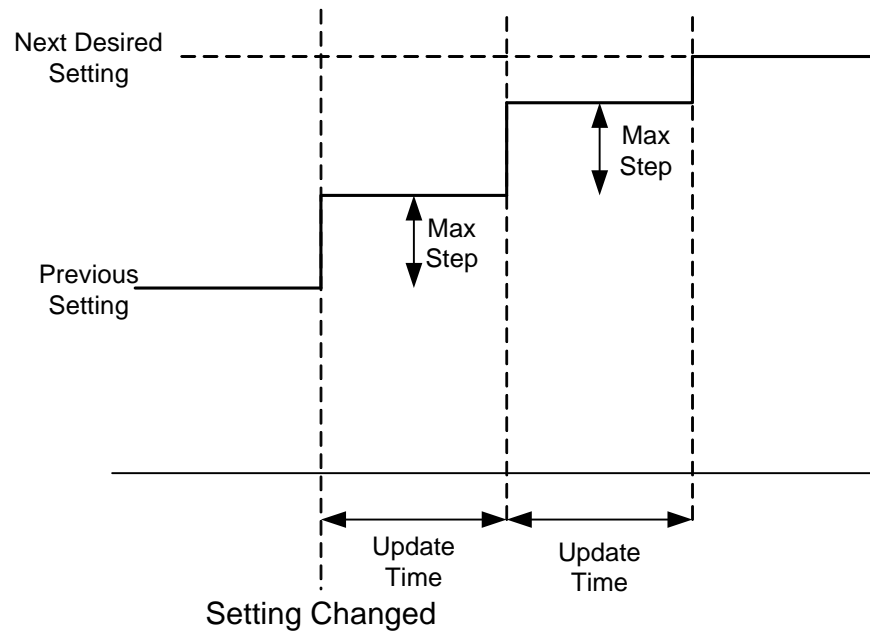 Next Desired
Setting
Max
Step
Max
Step
Previous
Setting
Update
Time
Update
Time
Setting Changed